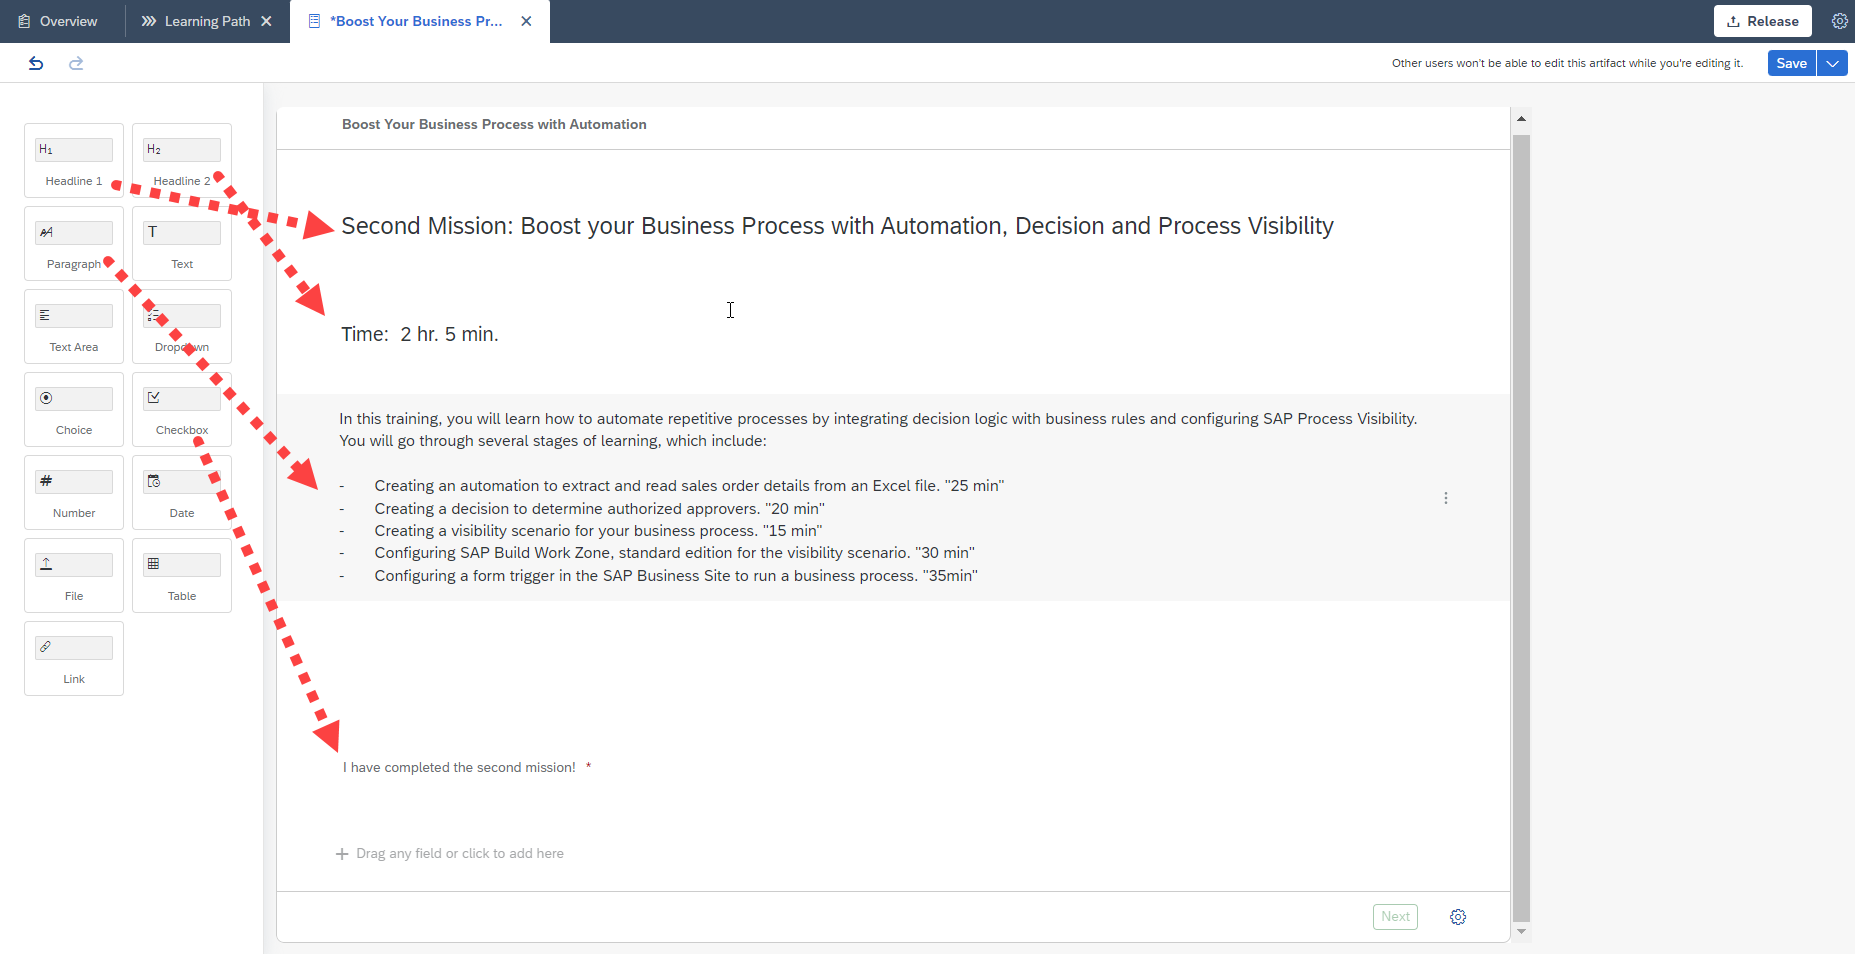 Overview
Learning Path
*Boost Your Business Pr...
Release
Other users won't be able to edit this artifact while you're editing it.
Save
H1
Headline 1
H2
Headline 2
Paragraph
T
Text
Text Area
Dropdown
Choice
Checkbox
#
Number
Date
File
Table
Link
Boost Your Business Process with Automation
Second Mission: Boost your Business Process with Automation, Decision and Process Visibility
Time:  2 hr. 5 min.
In this training, you will learn how to automate repetitive processes by integrating decision logic with business rules and configuring SAP Process Visibility.
You will go through several stages of learning, which include:
- Creating an automation to extract and read sales order details from an Excel file. "25 min"
- Creating a decision to determine authorized approvers. "20 min"
- Creating a visibility scenario for your business process. "15 min"
- Configuring SAP Build Work Zone, standard edition for the visibility scenario. "30 min"
- Configuring a form trigger in the SAP Business Site to run a business process. "35min"
I have completed the second mission! *
+ Drag any field or click to add here
Next